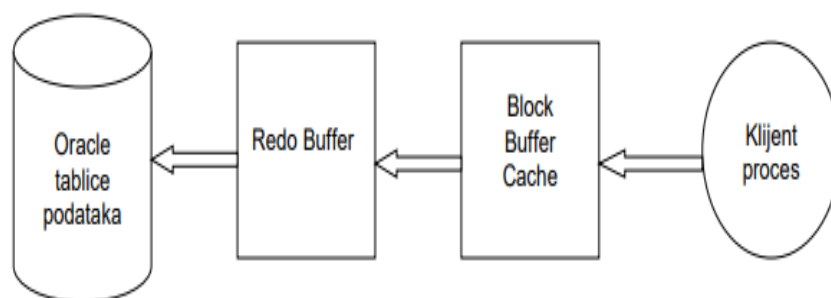 Oracle
tablice
podataka
Redo Buffer
Block
Buffer
Cache
Klijent
proces